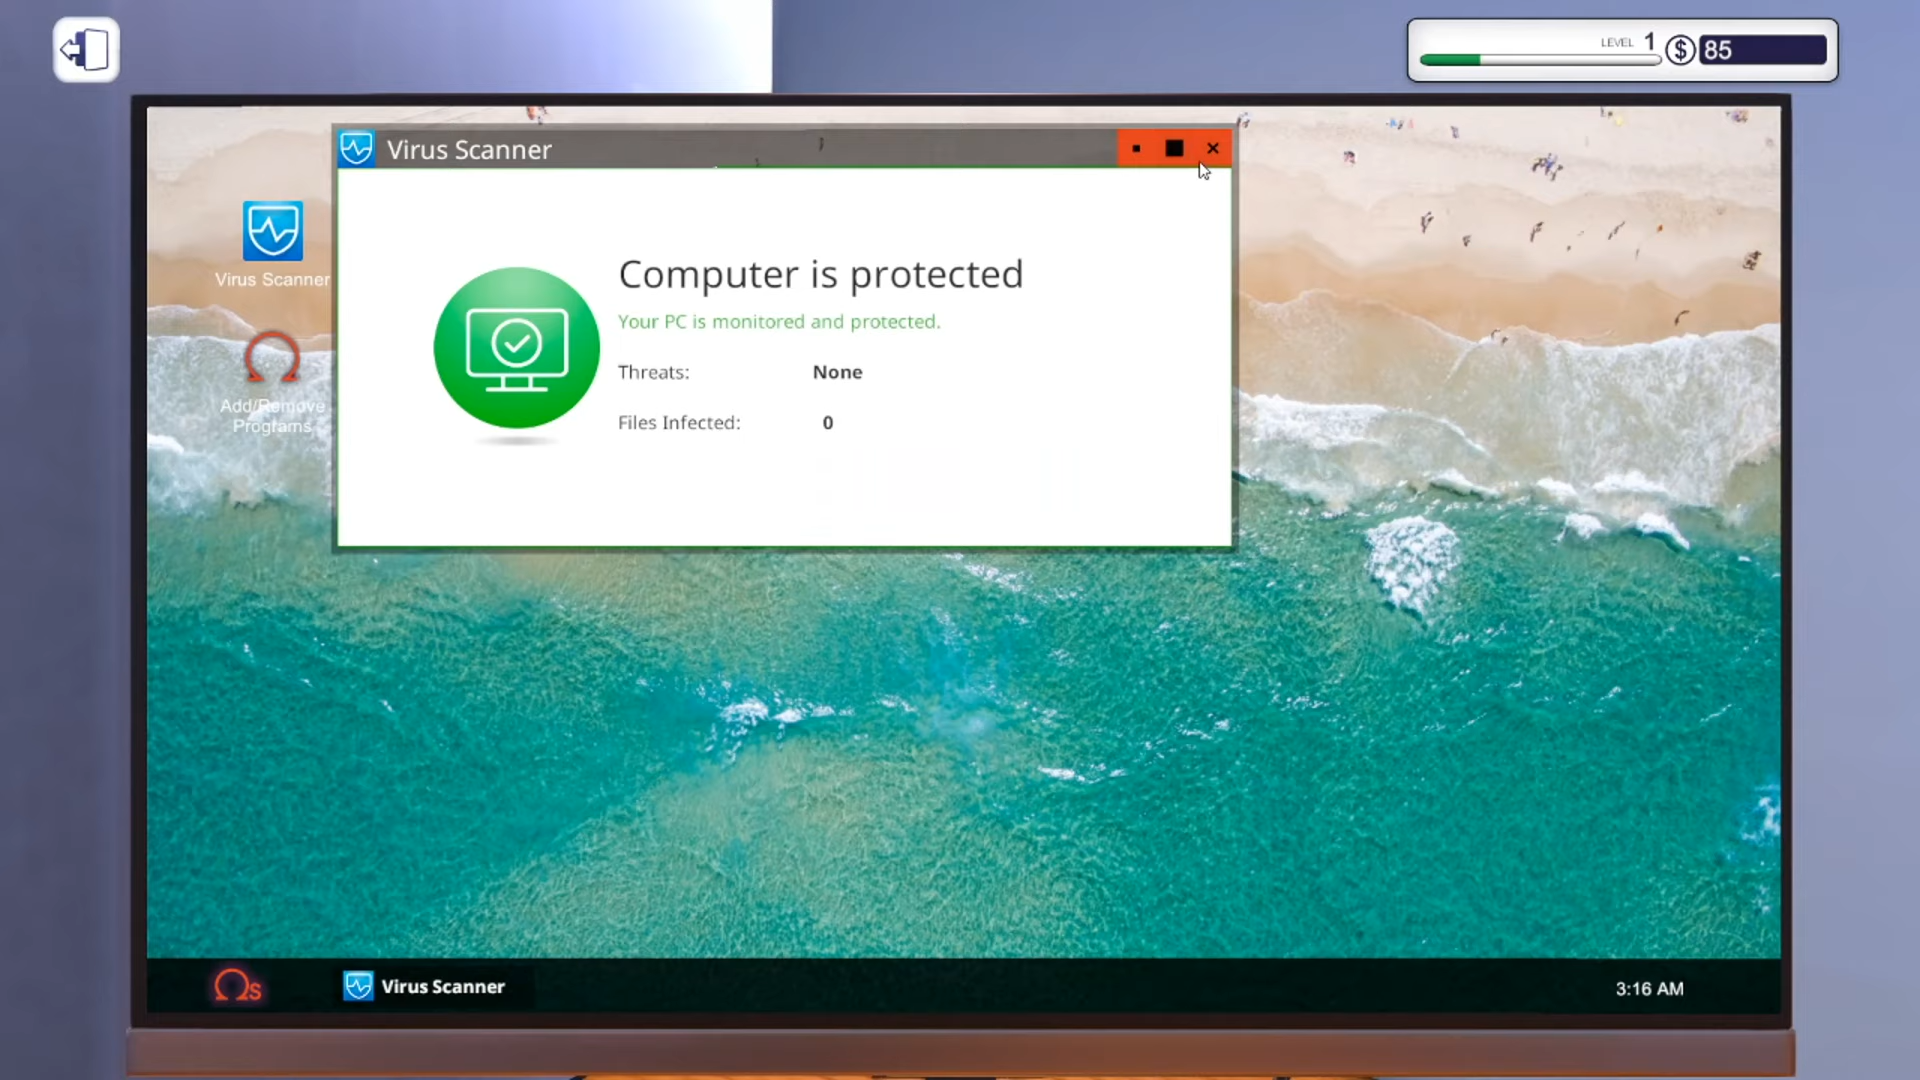 LEVEL 1
85
Virus Scanner
Virus Scanner
Computer is protected
Your PC is monitored and protected.
Threats: None
Files Infected: 0
Add/Remove
Programs
Ωs
Virus Scanner
3:16 AM